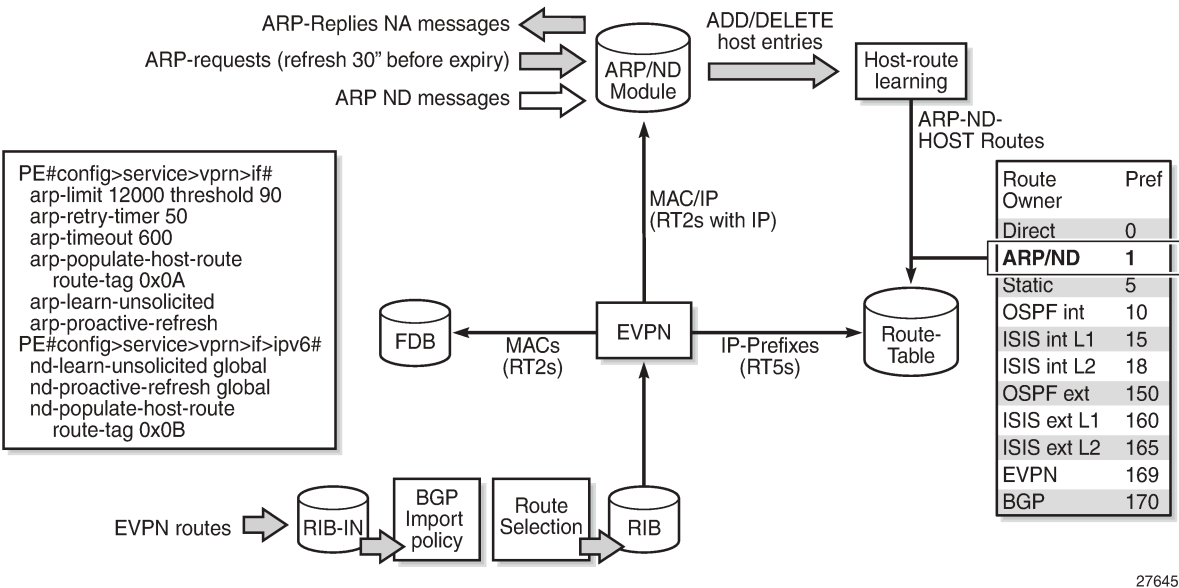 ARP-Replies NA messages
ARP-requests (refresh 30” before expiry)
ARP ND messages
ARP/ND
Module
ADD/DELETE
host entries
Host-route
learning
ARP-ND-
HOST Routes
PE#config>service>vprn>if#
arp-limit 12000 threshold 90
arp-retry-timer 50
arp-timeout 600
arp-populate-host-route
route-tag 0x0A
arp-learn-unsolicited
arp-proactive-refresh
PE#config>service>vprn>if>ipv6#
nd-learn-unsolicited global
nd-proactive-refresh global
nd-populate-host-route
route-tag 0x0B
MAC/IP
(RT2s with IP)
FDB
MACs
(RT2s)
EVPN
IP-Prefixes
(RT5s)
Route-
Table
Route Pref
Owner
Direct 0
ARP/ND 1
Static 5
OSPF int 10
ISIS int L1 15
ISIS int L2 18
OSPF ext 150
ISIS ext L1 160
ISIS ext L2 165
EVPN 169
BGP 170
EVPN routes
RIB-IN
BGP
Import
policy
Route
Selection
RIB
27645